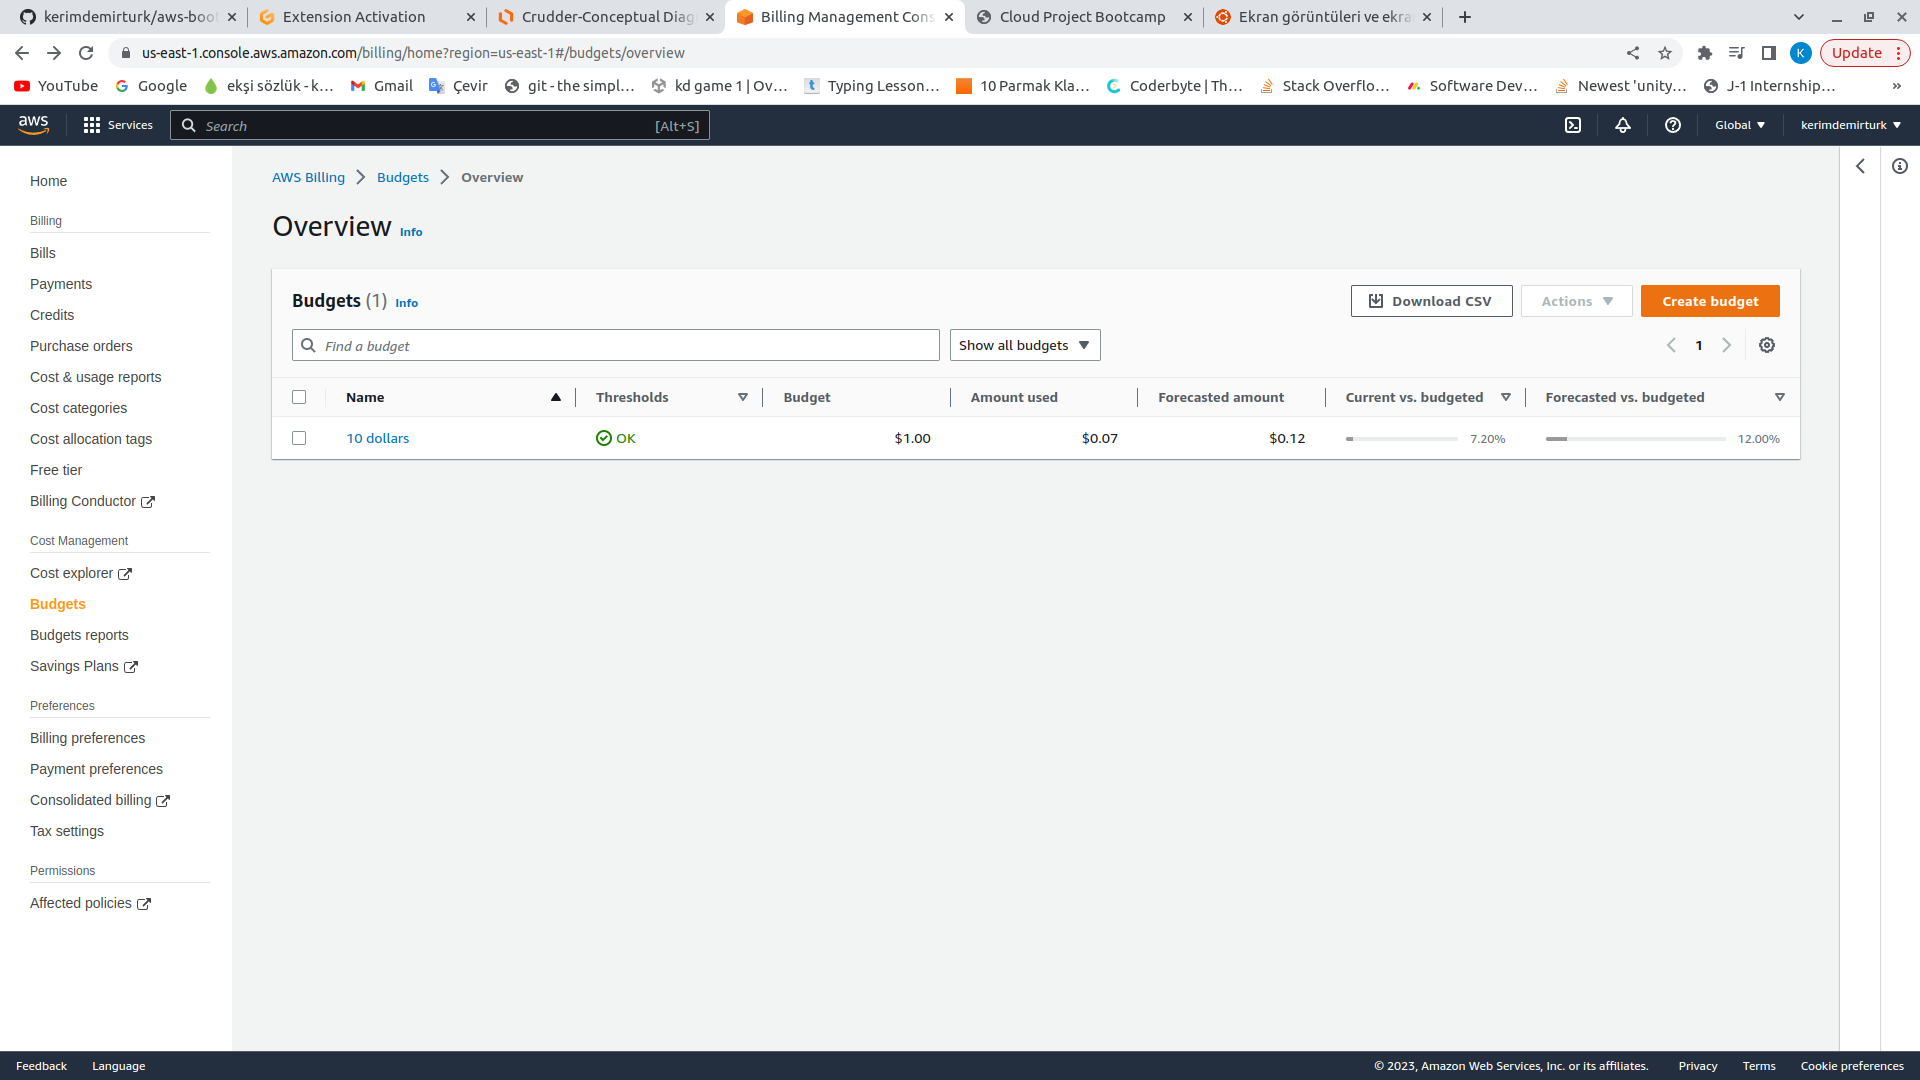 kerimdemirturk/aws-boot
Extension Activation
Crudder-Conceptual Diag
Billing Management Cons
Cloud Project Bootcamp
Ekran görüntüleri ve ekra
us-east-1.console.aws.amazon.com/billing/home?region=us-east-1#/budgets/overview
K
Update
YouTube
Google
ekşi sözlük - k…
Gmail
Çevir
git - the simpl…
kd game 1 | Ov…
Typing Lesson…
10 Parmak Kla…
Coderbyte | Th…
Stack Overflo…
Software Dev…
Newest 'unity…
J-1 Internship…
»
aws
Services
Search
[Alt+S]
Global
kerimdemirturk
Home
Billing
Bills
Payments
Credits
Purchase orders
Cost & usage reports
Cost categories
Cost allocation tags
Free tier
Billing Conductor
Cost Management
Cost explorer
Budgets
Budgets reports
Savings Plans
Preferences
Billing preferences
Payment preferences
Consolidated billing
Tax settings
Permissions
Affected policies
AWS Billing
Budgets
Overview
Overview Info
Budgets (1) Info
Download CSV
Actions
Create budget
Find a budget
Show all budgets
1
Name
Thresholds
Budget
Amount used
Forecasted amount
Current vs. budgeted
Forecasted vs. budgeted
10 dollars
OK
$1.00
$0.07
$0.12
7.20%
12.00%
Feedback
Language
© 2023, Amazon Web Services, Inc. or its affiliates.
Privacy
Terms
Cookie preferences